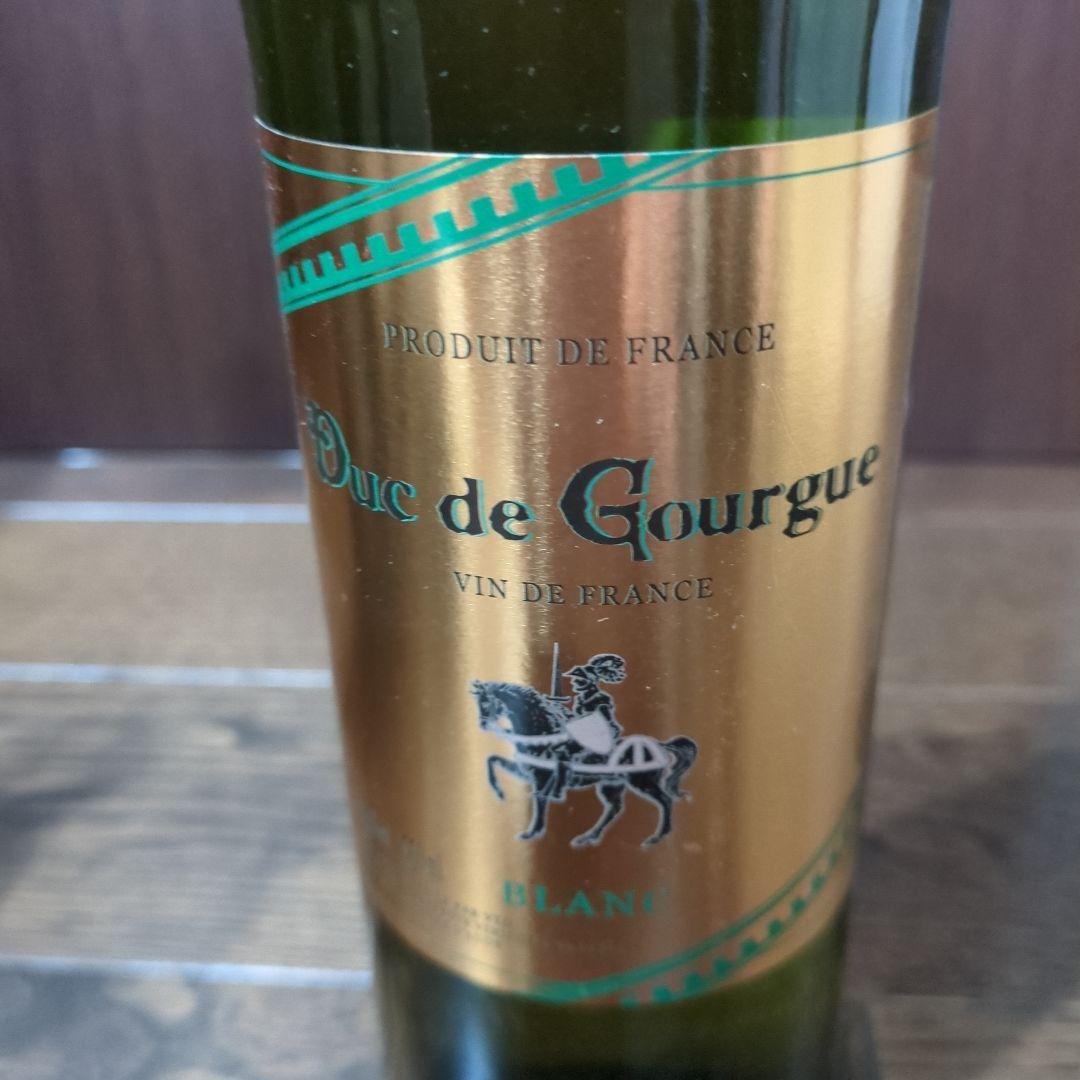 PRODUIT DE FRANCE
Duc de Gourgue
VIN DE FRANCE
BLANC